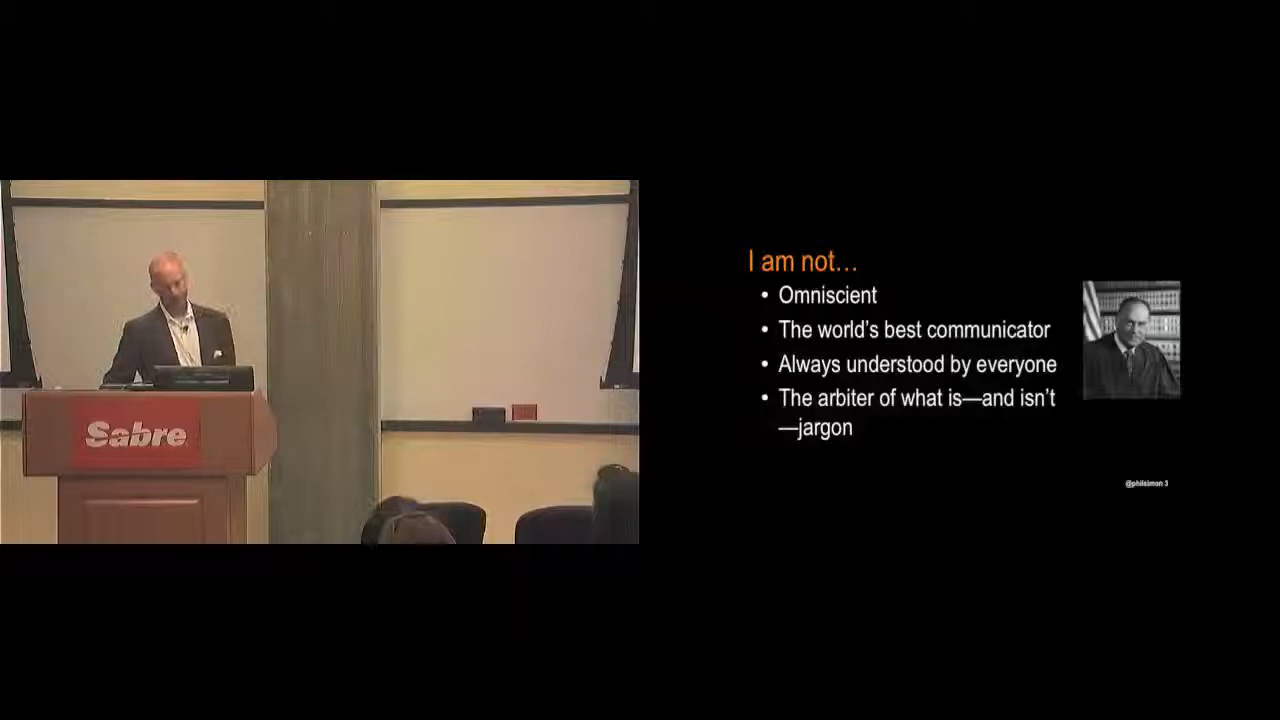 Sabre
I am not…
• Omniscient
• The world's best communicator
• Always understood by everyone
• The arbiter of what is—and isn't
—jargon
@philsimon 3